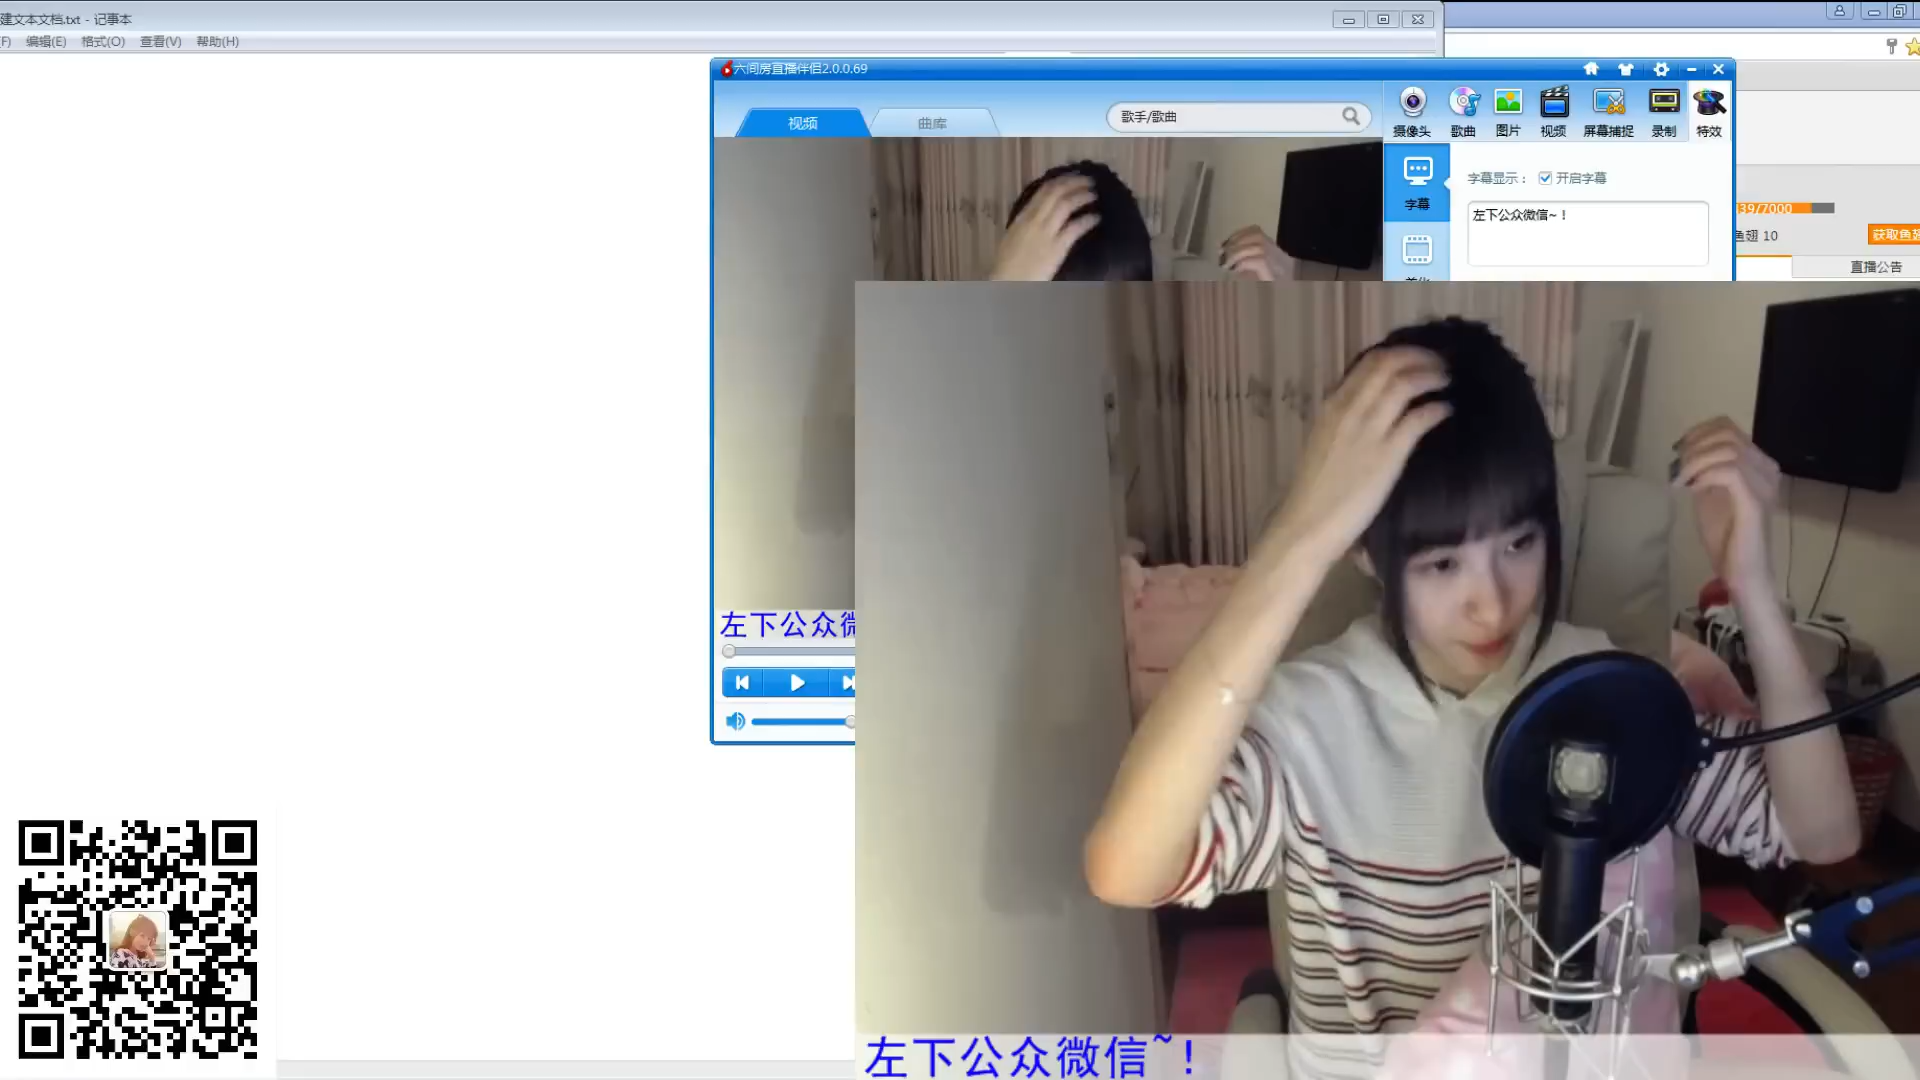 建文本文档.txt - 记事本
编辑(E) 格式(O) 查看(V) 帮助(H)
六间房直播伴侣2.0.0.69
视频 曲库 歌手/歌曲
摄像头 歌曲 图片 视频 屏幕捕捉 录制 特效
字幕显示： 开启字幕
字幕
左下公众微信~！
39/7000
鱼翅 10
获取鱼翅
直播公告
左下公众微
左下公众微信~！